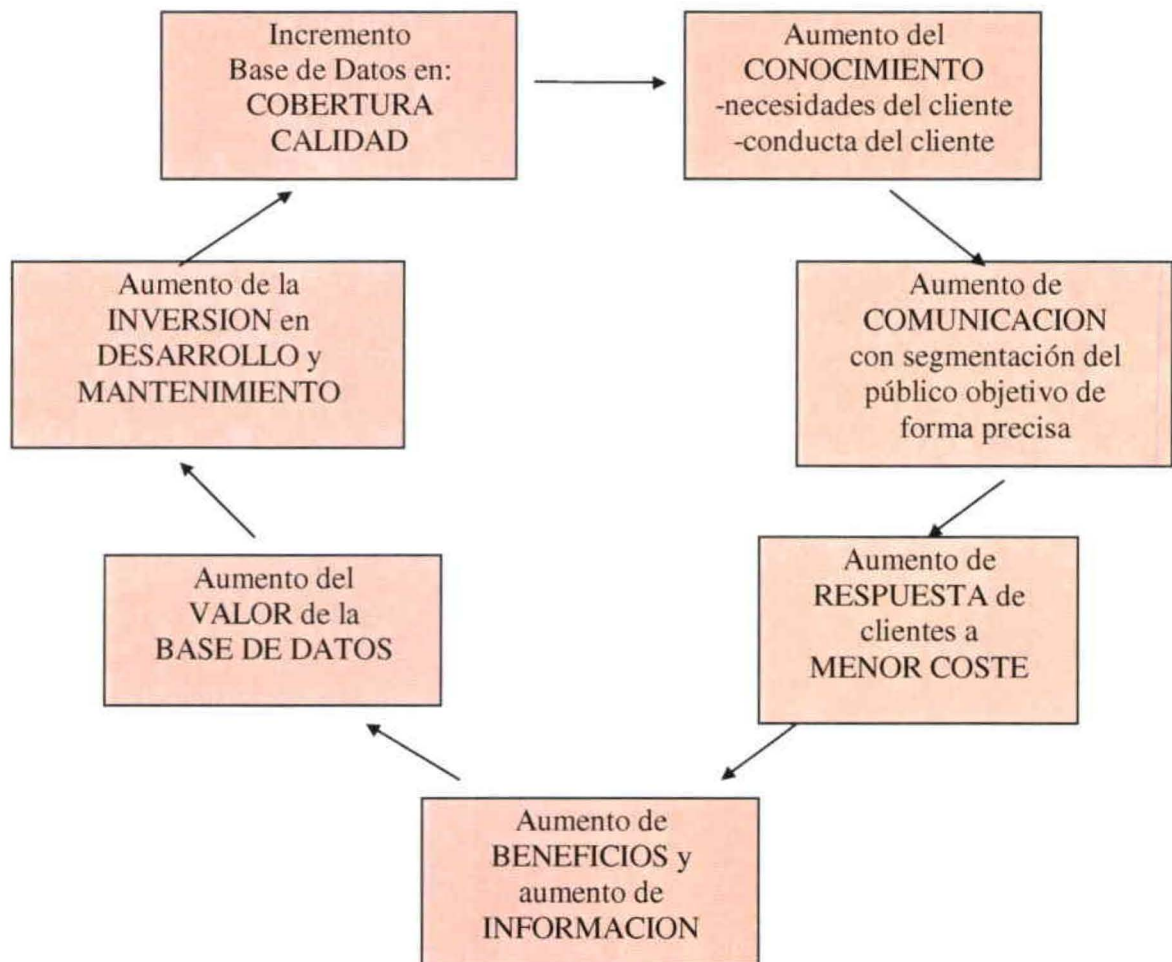 Incremento
Base de Datos en:
COBERTURA
CALIDAD
Aumento del
CONOCIMIENTO
-necesidades del cliente
-conducta del cliente
Aumento de
COMUNICACION
con segmentación del
público objetivo de
forma precisa
Aumento de
RESPUESTA de
clientes a
MENOR COSTE
Aumento de
BENEFICIOS y
aumento de
INFORMACION
Aumento del
VALOR de la
BASE DE DATOS
Aumento de la
INVERSION en
DESARROLLO y
MANTENIMIENTO